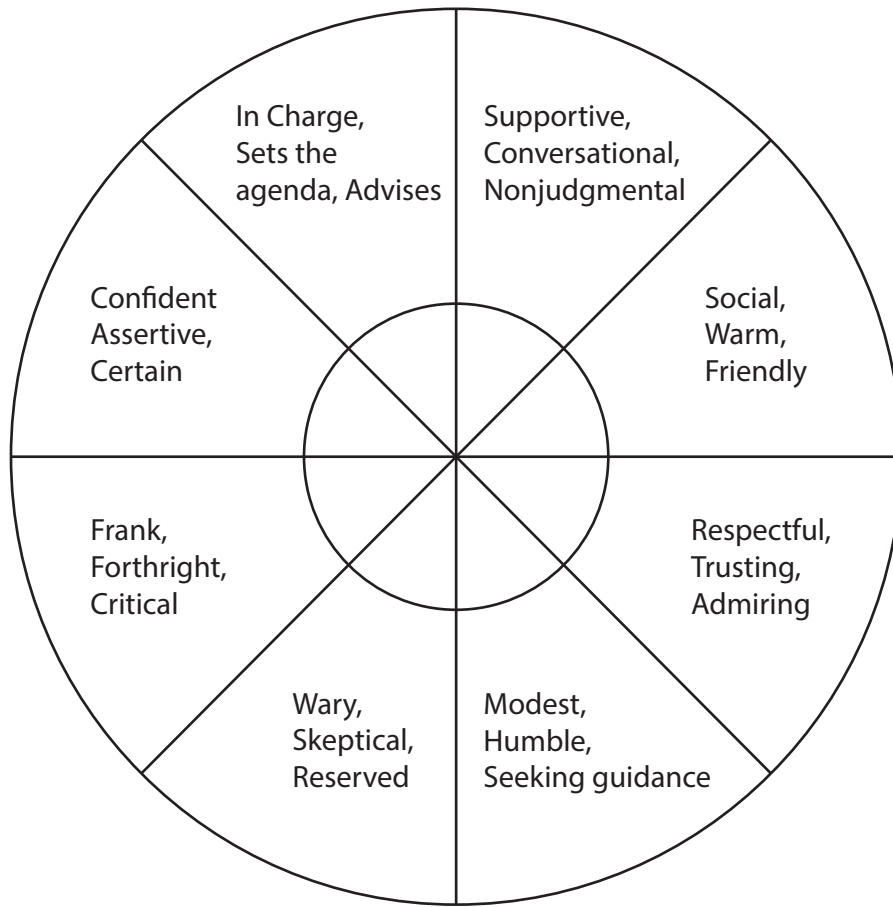 In Charge,
Sets the
agenda, Advises
Supportive,
Conversational,
Nonjudgmental
Confident
Assertive,
Certain
Social,
Warm,
Friendly
Frank,
Forthright,
Critical
Respectful,
Trusting,
Admiring
Wary,
Skeptical,
Reserved
Modest,
Humble,
Seeking guidance